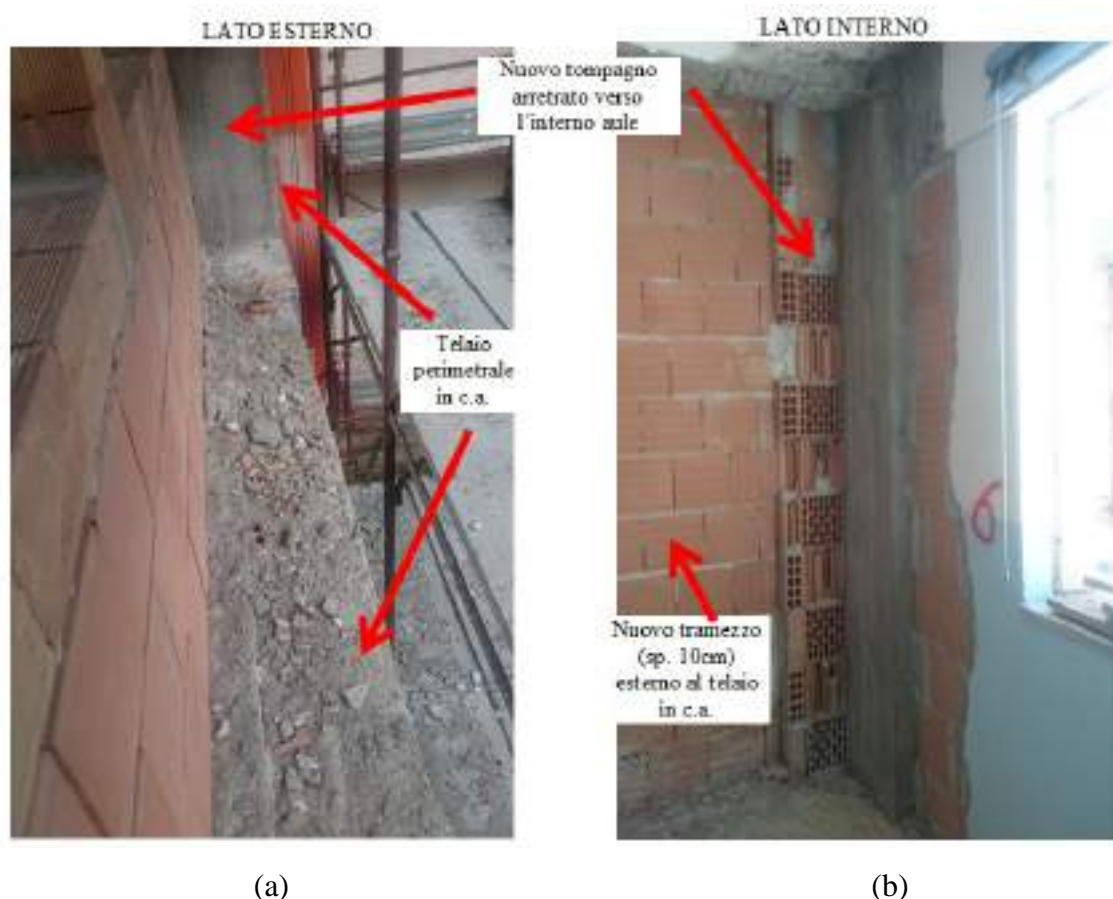 LATO ESTERNO
LATO INTERNO
Nuovo tompagno
arretrato verso
l'interno aule
Telaio
perimetrale
in c.a.
Nuovo tramezzo
(sp. 10cm)
esterno al telaio
in c.a.
6
(a)
(b)